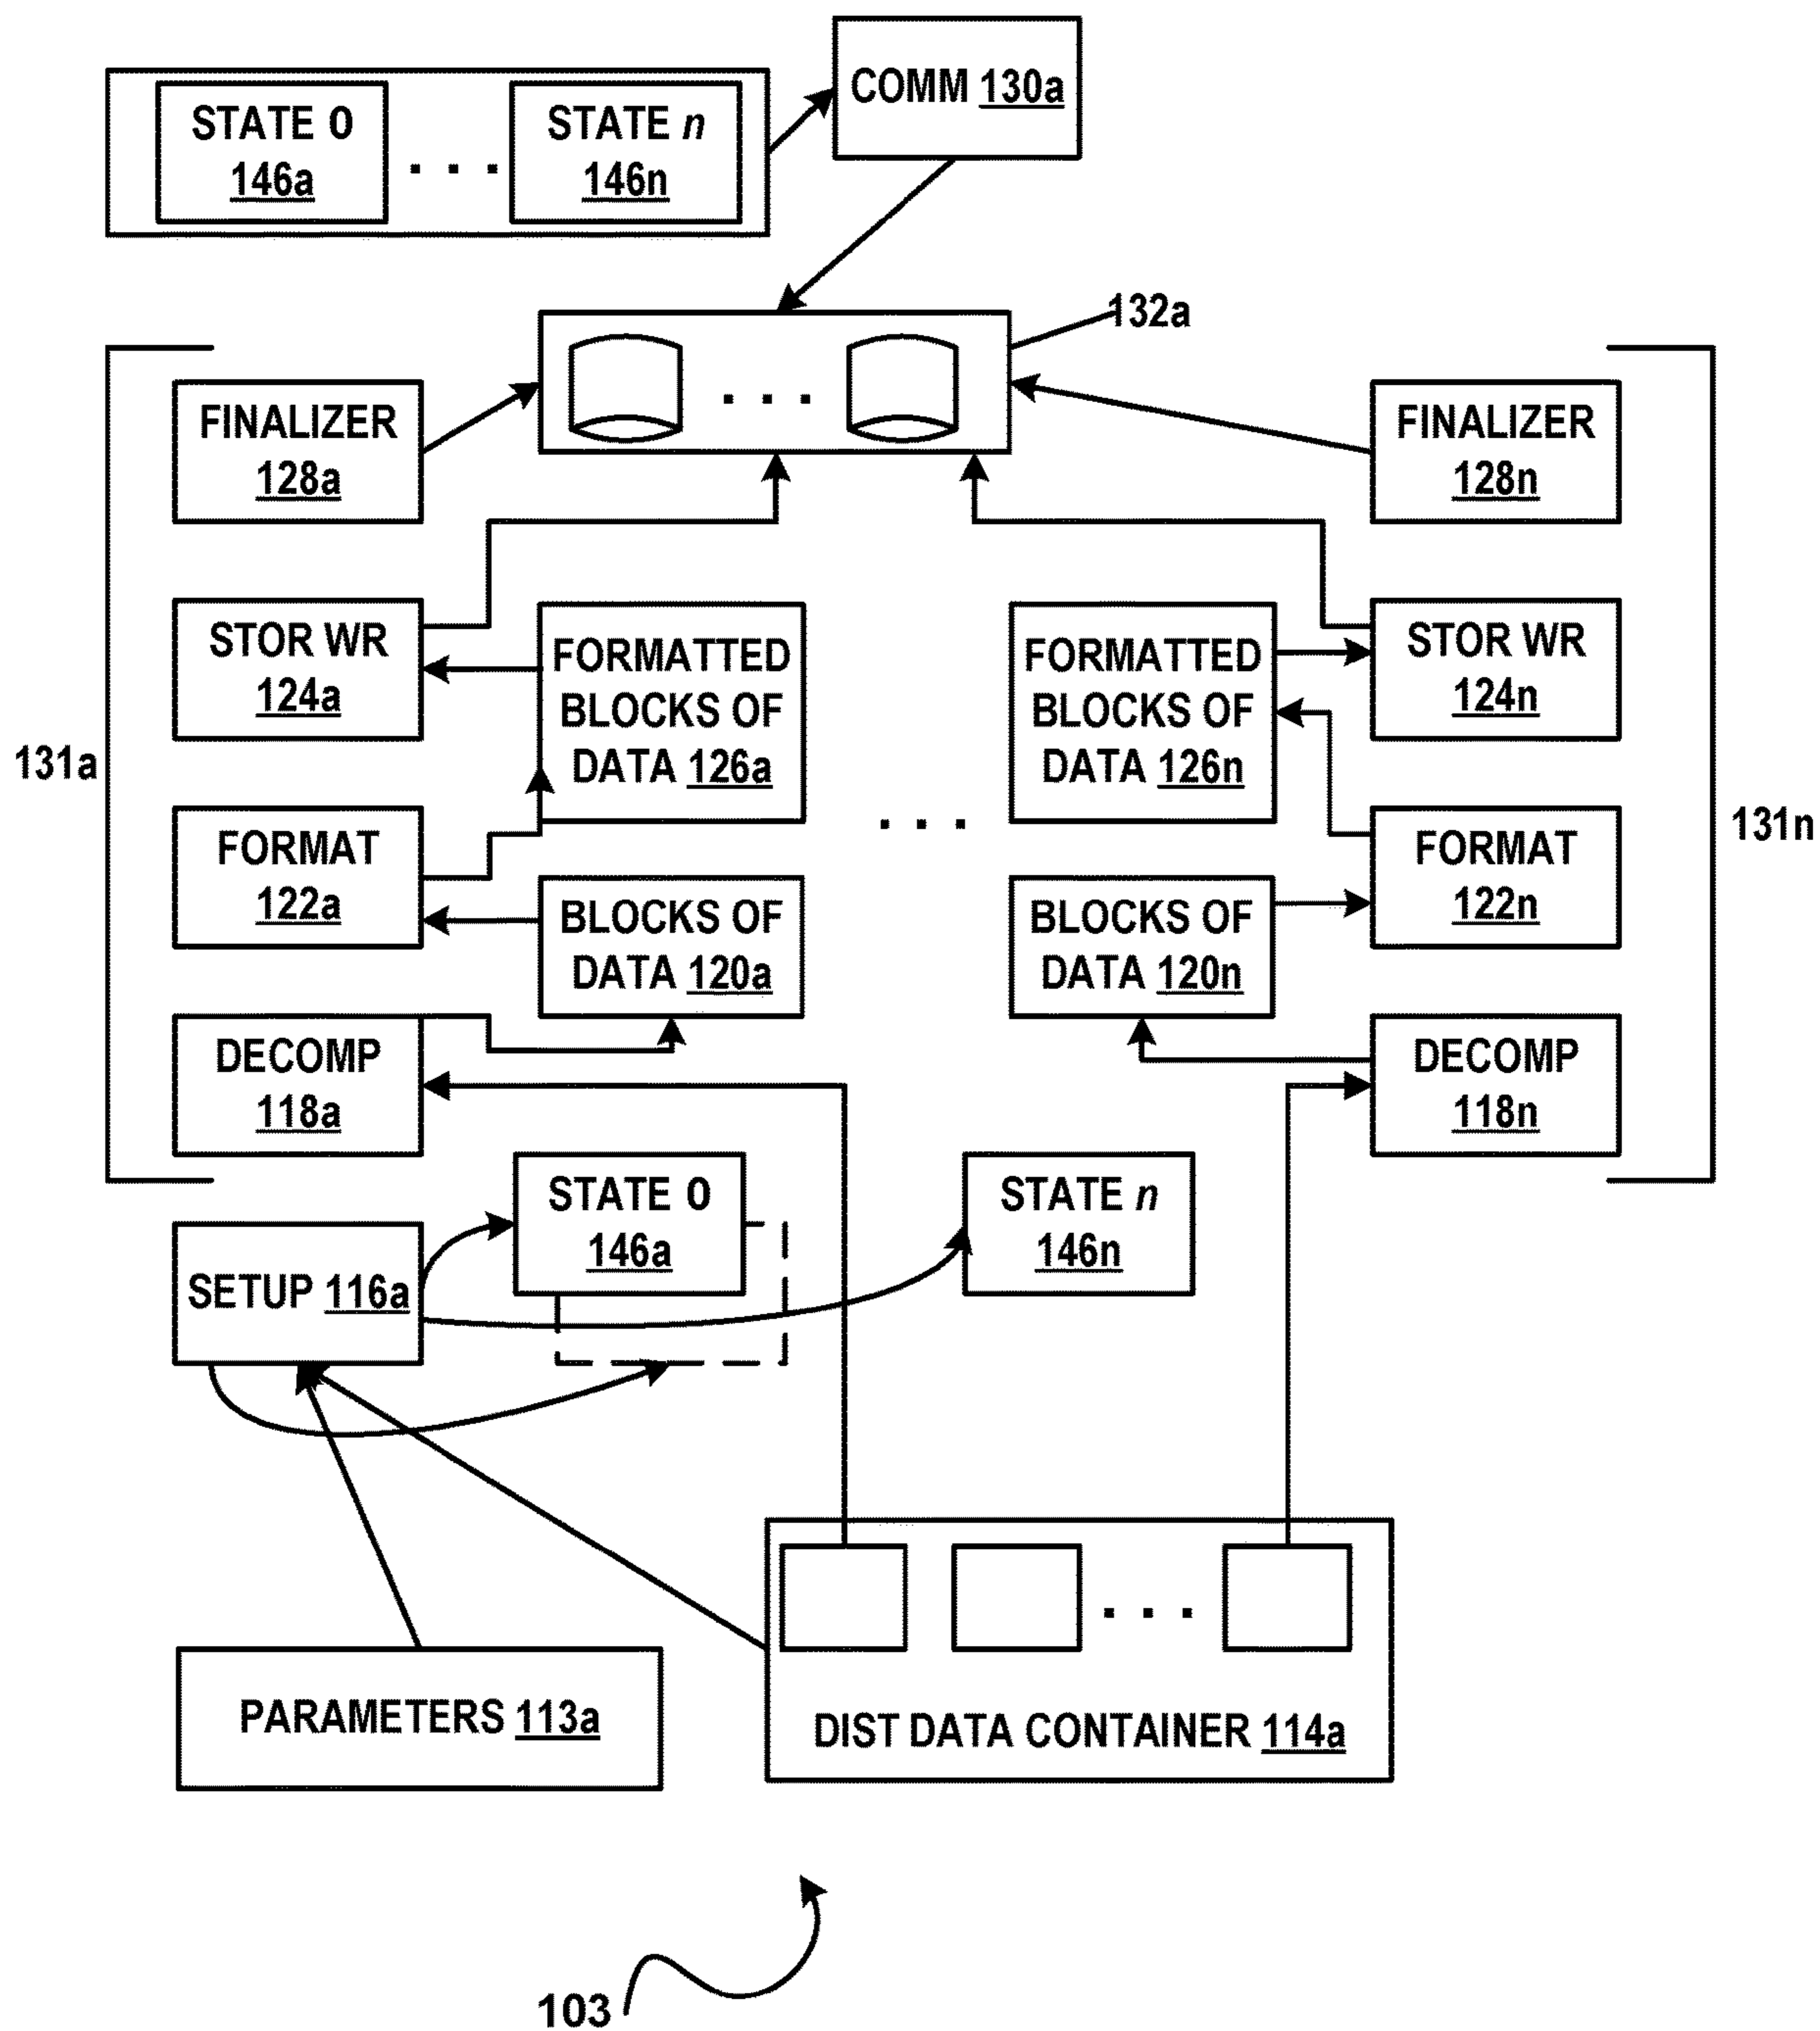 COMM 130a
STATE 0
146a
. . .
STATE n
146n
132a
FINALIZER
128a
. . .
FINALIZER
128n
STOR WR
124a
FORMATTED
BLOCKS OF
DATA 126a
FORMATTED
BLOCKS OF
DATA 126n
STOR WR
124n
131a
131n
. . .
FORMAT
122a
BLOCKS OF
DATA 120a
BLOCKS OF
DATA 120n
FORMAT
122n
DECOMP
118a
DECOMP
118n
STATE 0
146a
STATE n
146n
SETUP 116a
. . .
PARAMETERS 113a
DIST DATA CONTAINER 114a
103